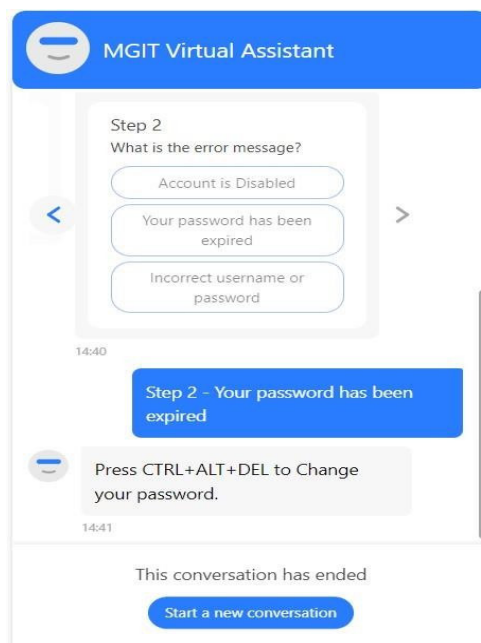 MGIT Virtual Assistant
Step 2
What is the error message?
Account is Disabled
Your password has been
expired
Incorrect username or
password
14:40
Step 2 - Your password has been
expired
Press CTRL+ALT+DEL to Change
your password.
14:41
This conversation has ended
Start a new conversation